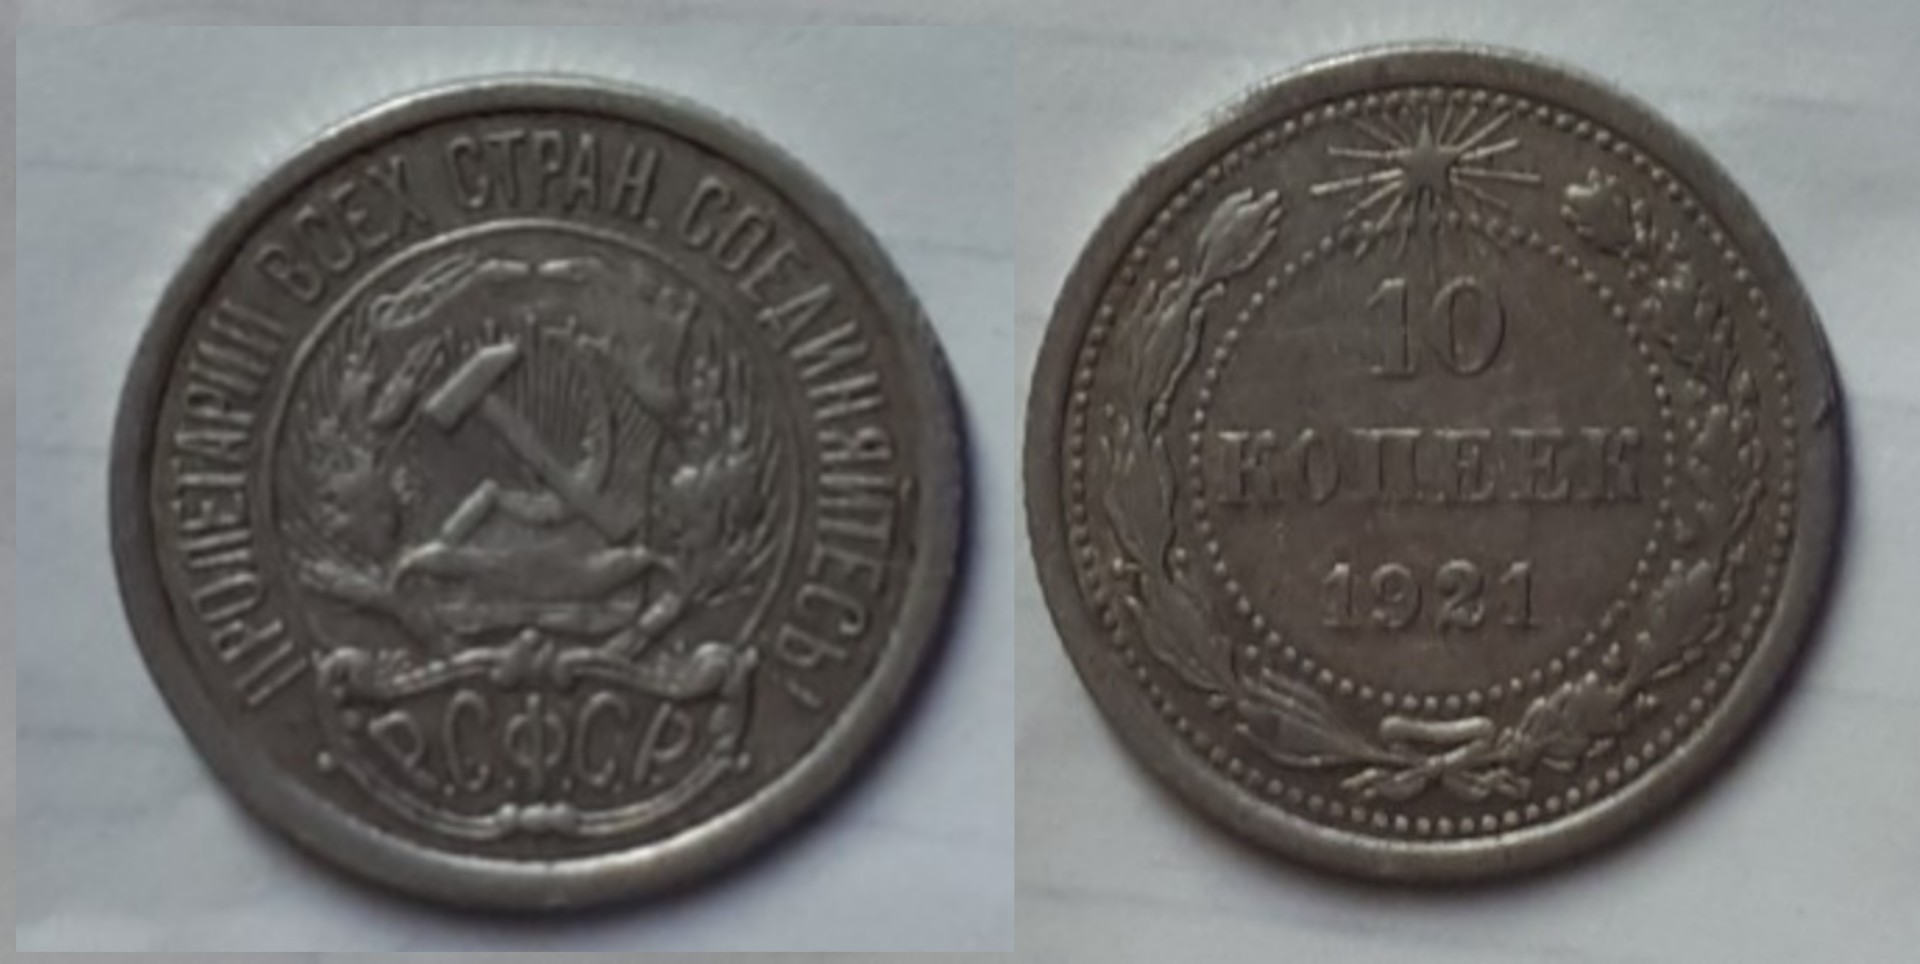 ПРОЛЕТАРИИ ВСЕХ СТРАН, СОЕДИНЯЙТЕСЬ!
Р.С.Ф.С.Р.
10
КОПЕЕК
1921